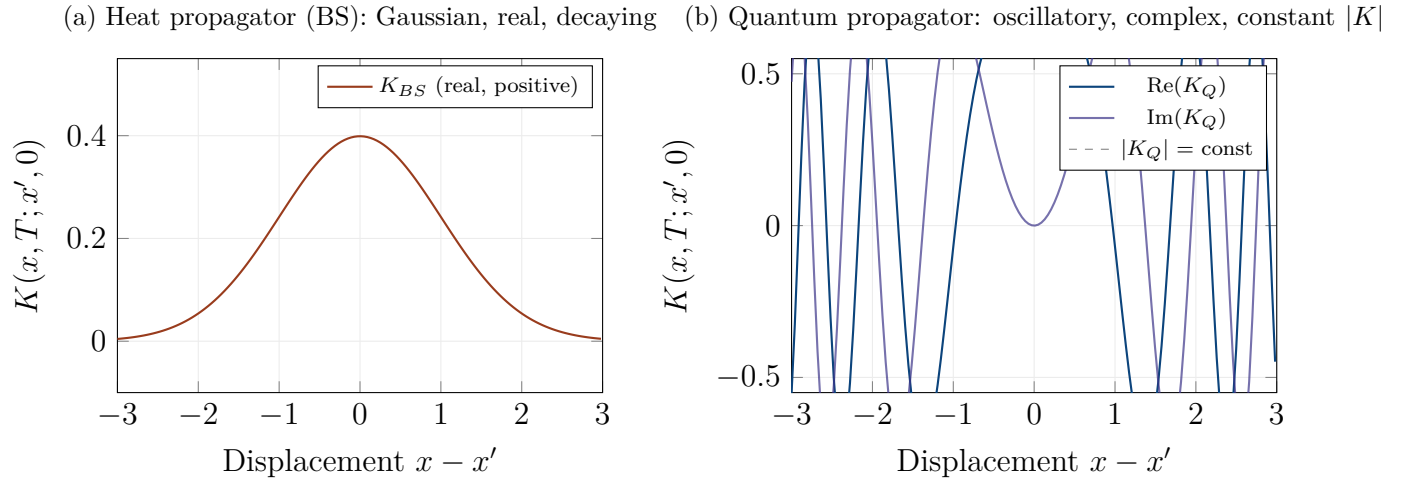 (a) Heat propagator (BS): Gaussian, real, decaying
K(x, T; x′, 0)
0.4
0.2
0
K_{BS} (real, positive)
−3 −2 −1 0 1 2 3
Displacement x − x′
(b) Quantum propagator: oscillatory, complex, constant |K|
K(x, T; x′, 0)
0.5
0
−0.5
Re(K_Q)
Im(K_Q)
|K_Q| = const
−3 −2 −1 0 1 2 3
Displacement x − x′